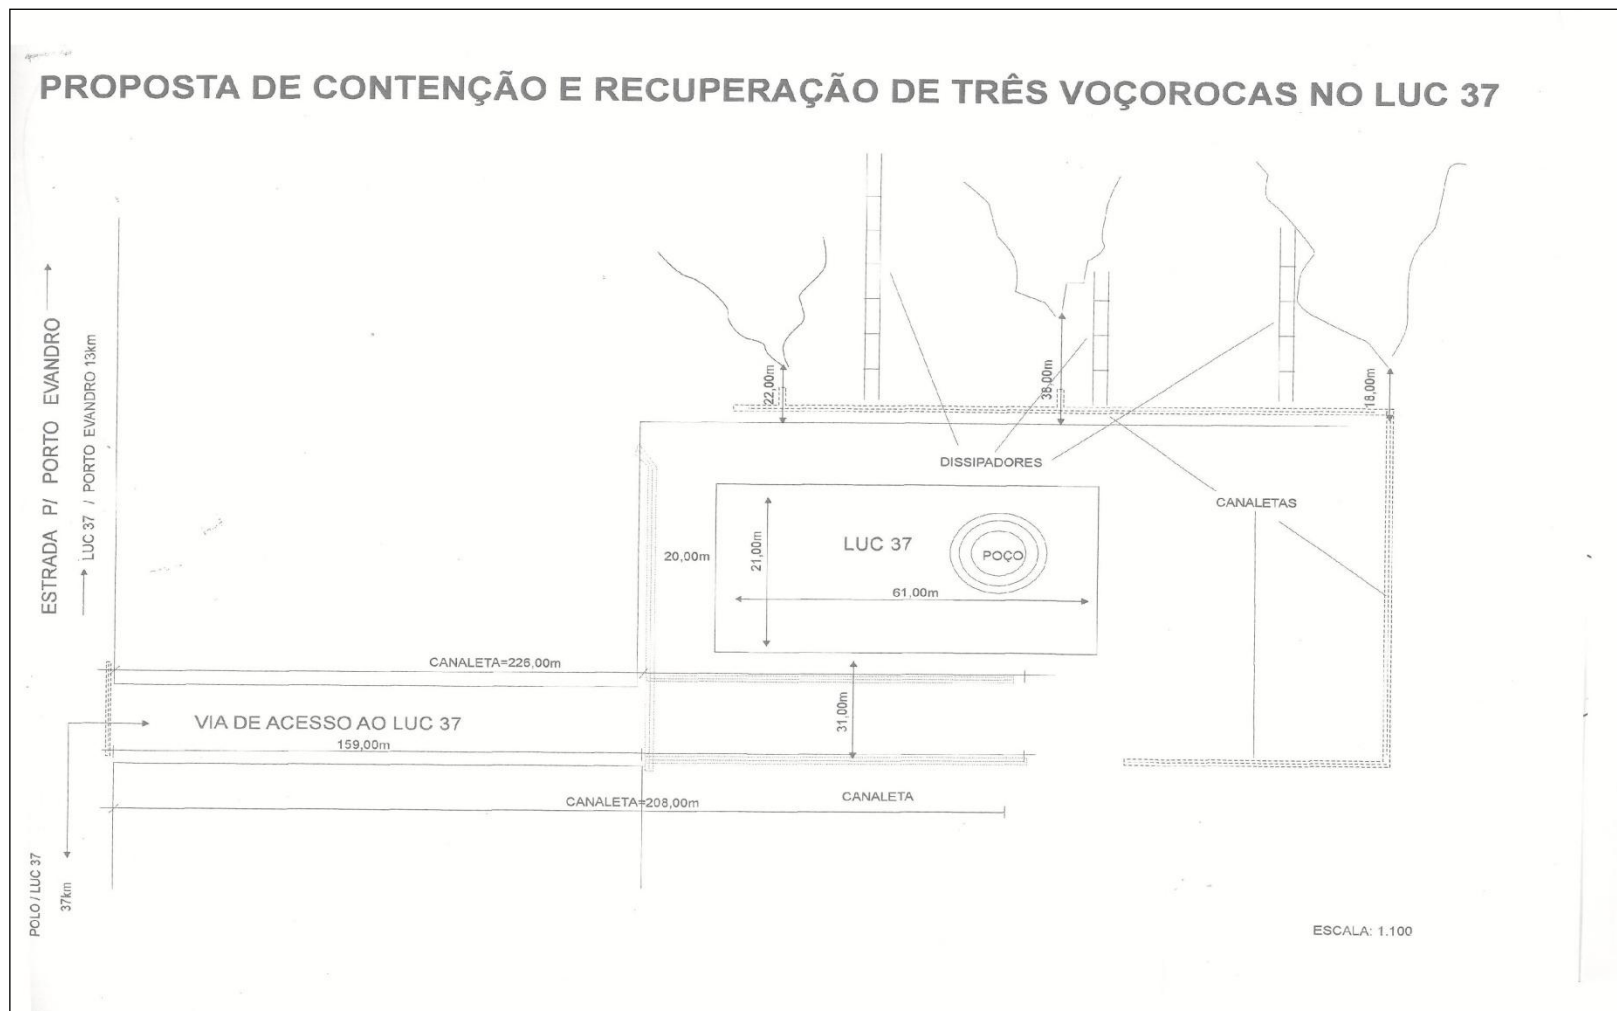 PROPOSTA DE CONTENÇÃO E RECUPERAÇÃO DE TRÊS VOÇOROCAS NO LUC 37
ESTRADA P/ PORTO EVANDRO
LUC 37 / PORTO EVANDRO 13km
22,00m
38,00m
18,00m
DISSIPADORES
CANALETAS
20,00m
21,00m
LUC 37
POÇO
61,00m
CANALETA=226,00m
31,00m
VIA DE ACESSO AO LUC 37
159,00m
CANALETA=208,00m
CANALETA
POLO / LUC 37
37km
ESCALA: 1.100